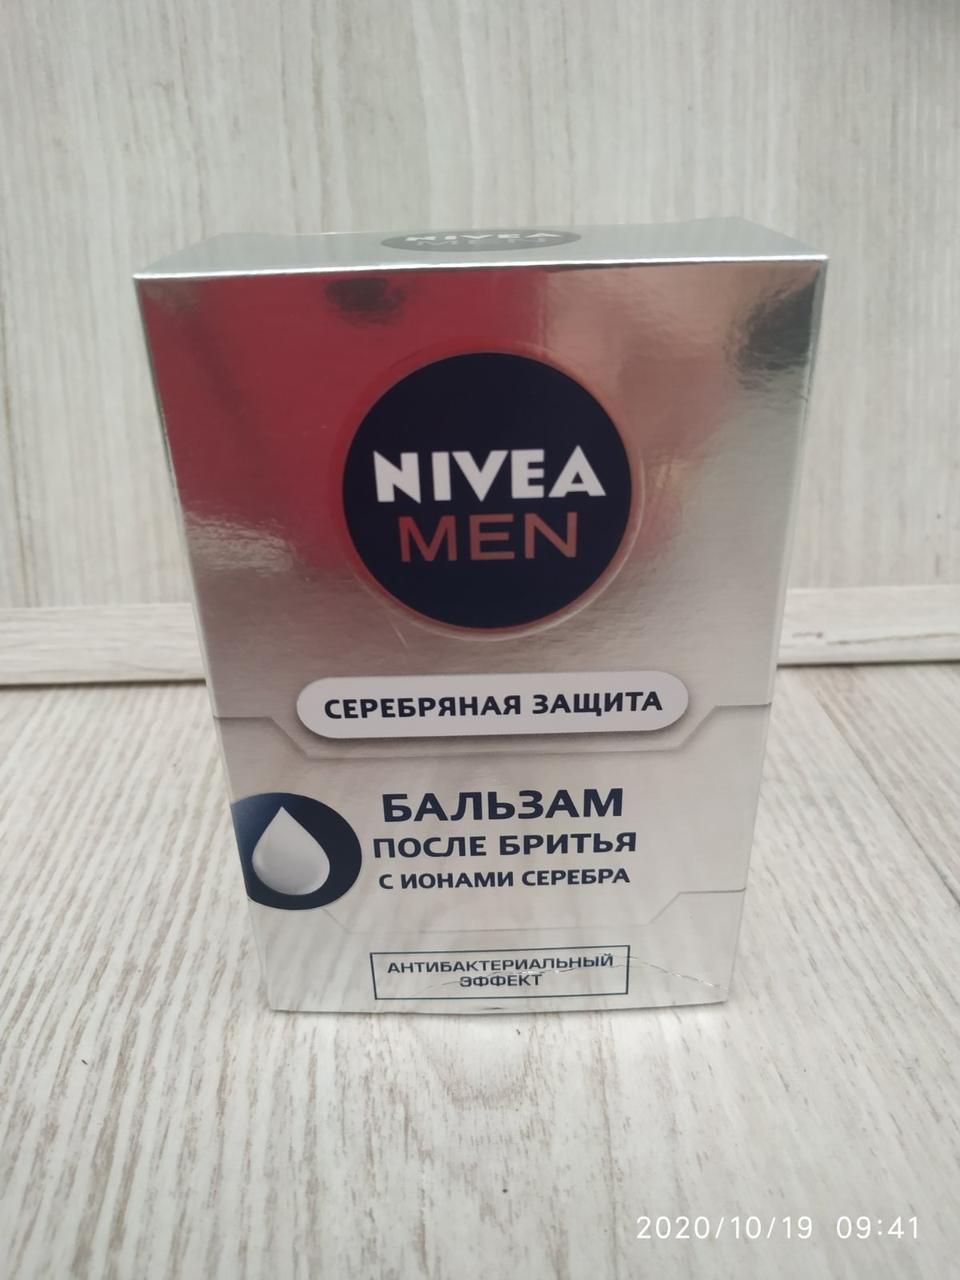 NIVEA
MEN
NIVEA
MEN
СЕРЕБРЯНАЯ ЗАЩИТА
БАЛЬЗАМ
ПОСЛЕ БРИТЬЯ
С ИОНАМИ СЕРЕБРА
АНТИБАКТЕРИАЛЬНЫЙ
ЭФФЕКТ
2020/10/19 09:41